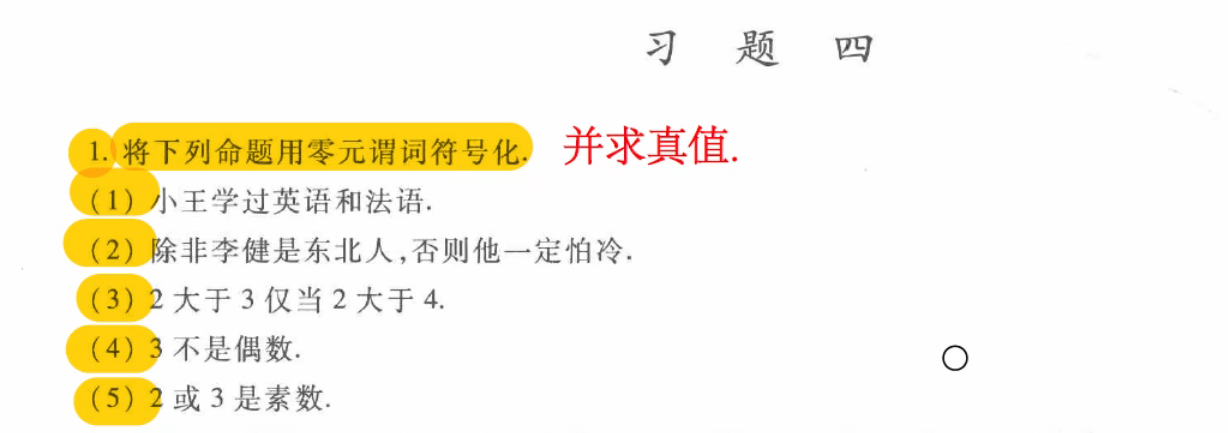 习 题 四
1. 将下列命题用零元谓词符号化. 并求真值.
(1) 小王学过英语和法语.
(2) 除非李健是东北人,否则他一定怕冷.
(3) 2 大于 3 仅当 2 大于 4.
(4) 3 不是偶数.
(5) 2 或 3 是素数.